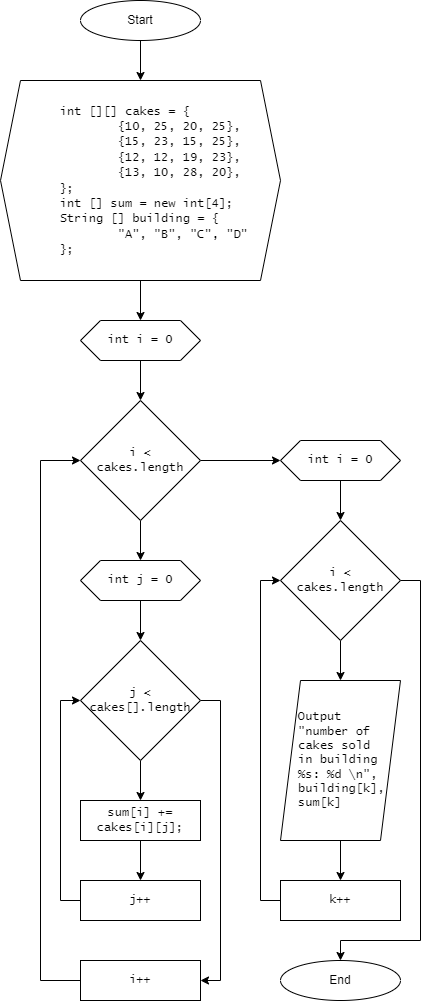 Start
int [][] cakes = {
{10, 25, 20, 25},
{15, 23, 15, 25},
{12, 12, 19, 23},
{13, 10, 28, 20},
};
int [] sum = new int[4];
String [] building = {
"A", "B", "C", "D"
};
int i = 0
i <
cakes.length
int j = 0
j <
cakes[].length
sum[i] +=
cakes[i][j];
j++
i++
int i = 0
i <
cakes.length
Output
"number of
cakes sold
in building
%s: %d \n",
building[k],
sum[k]
k++
End